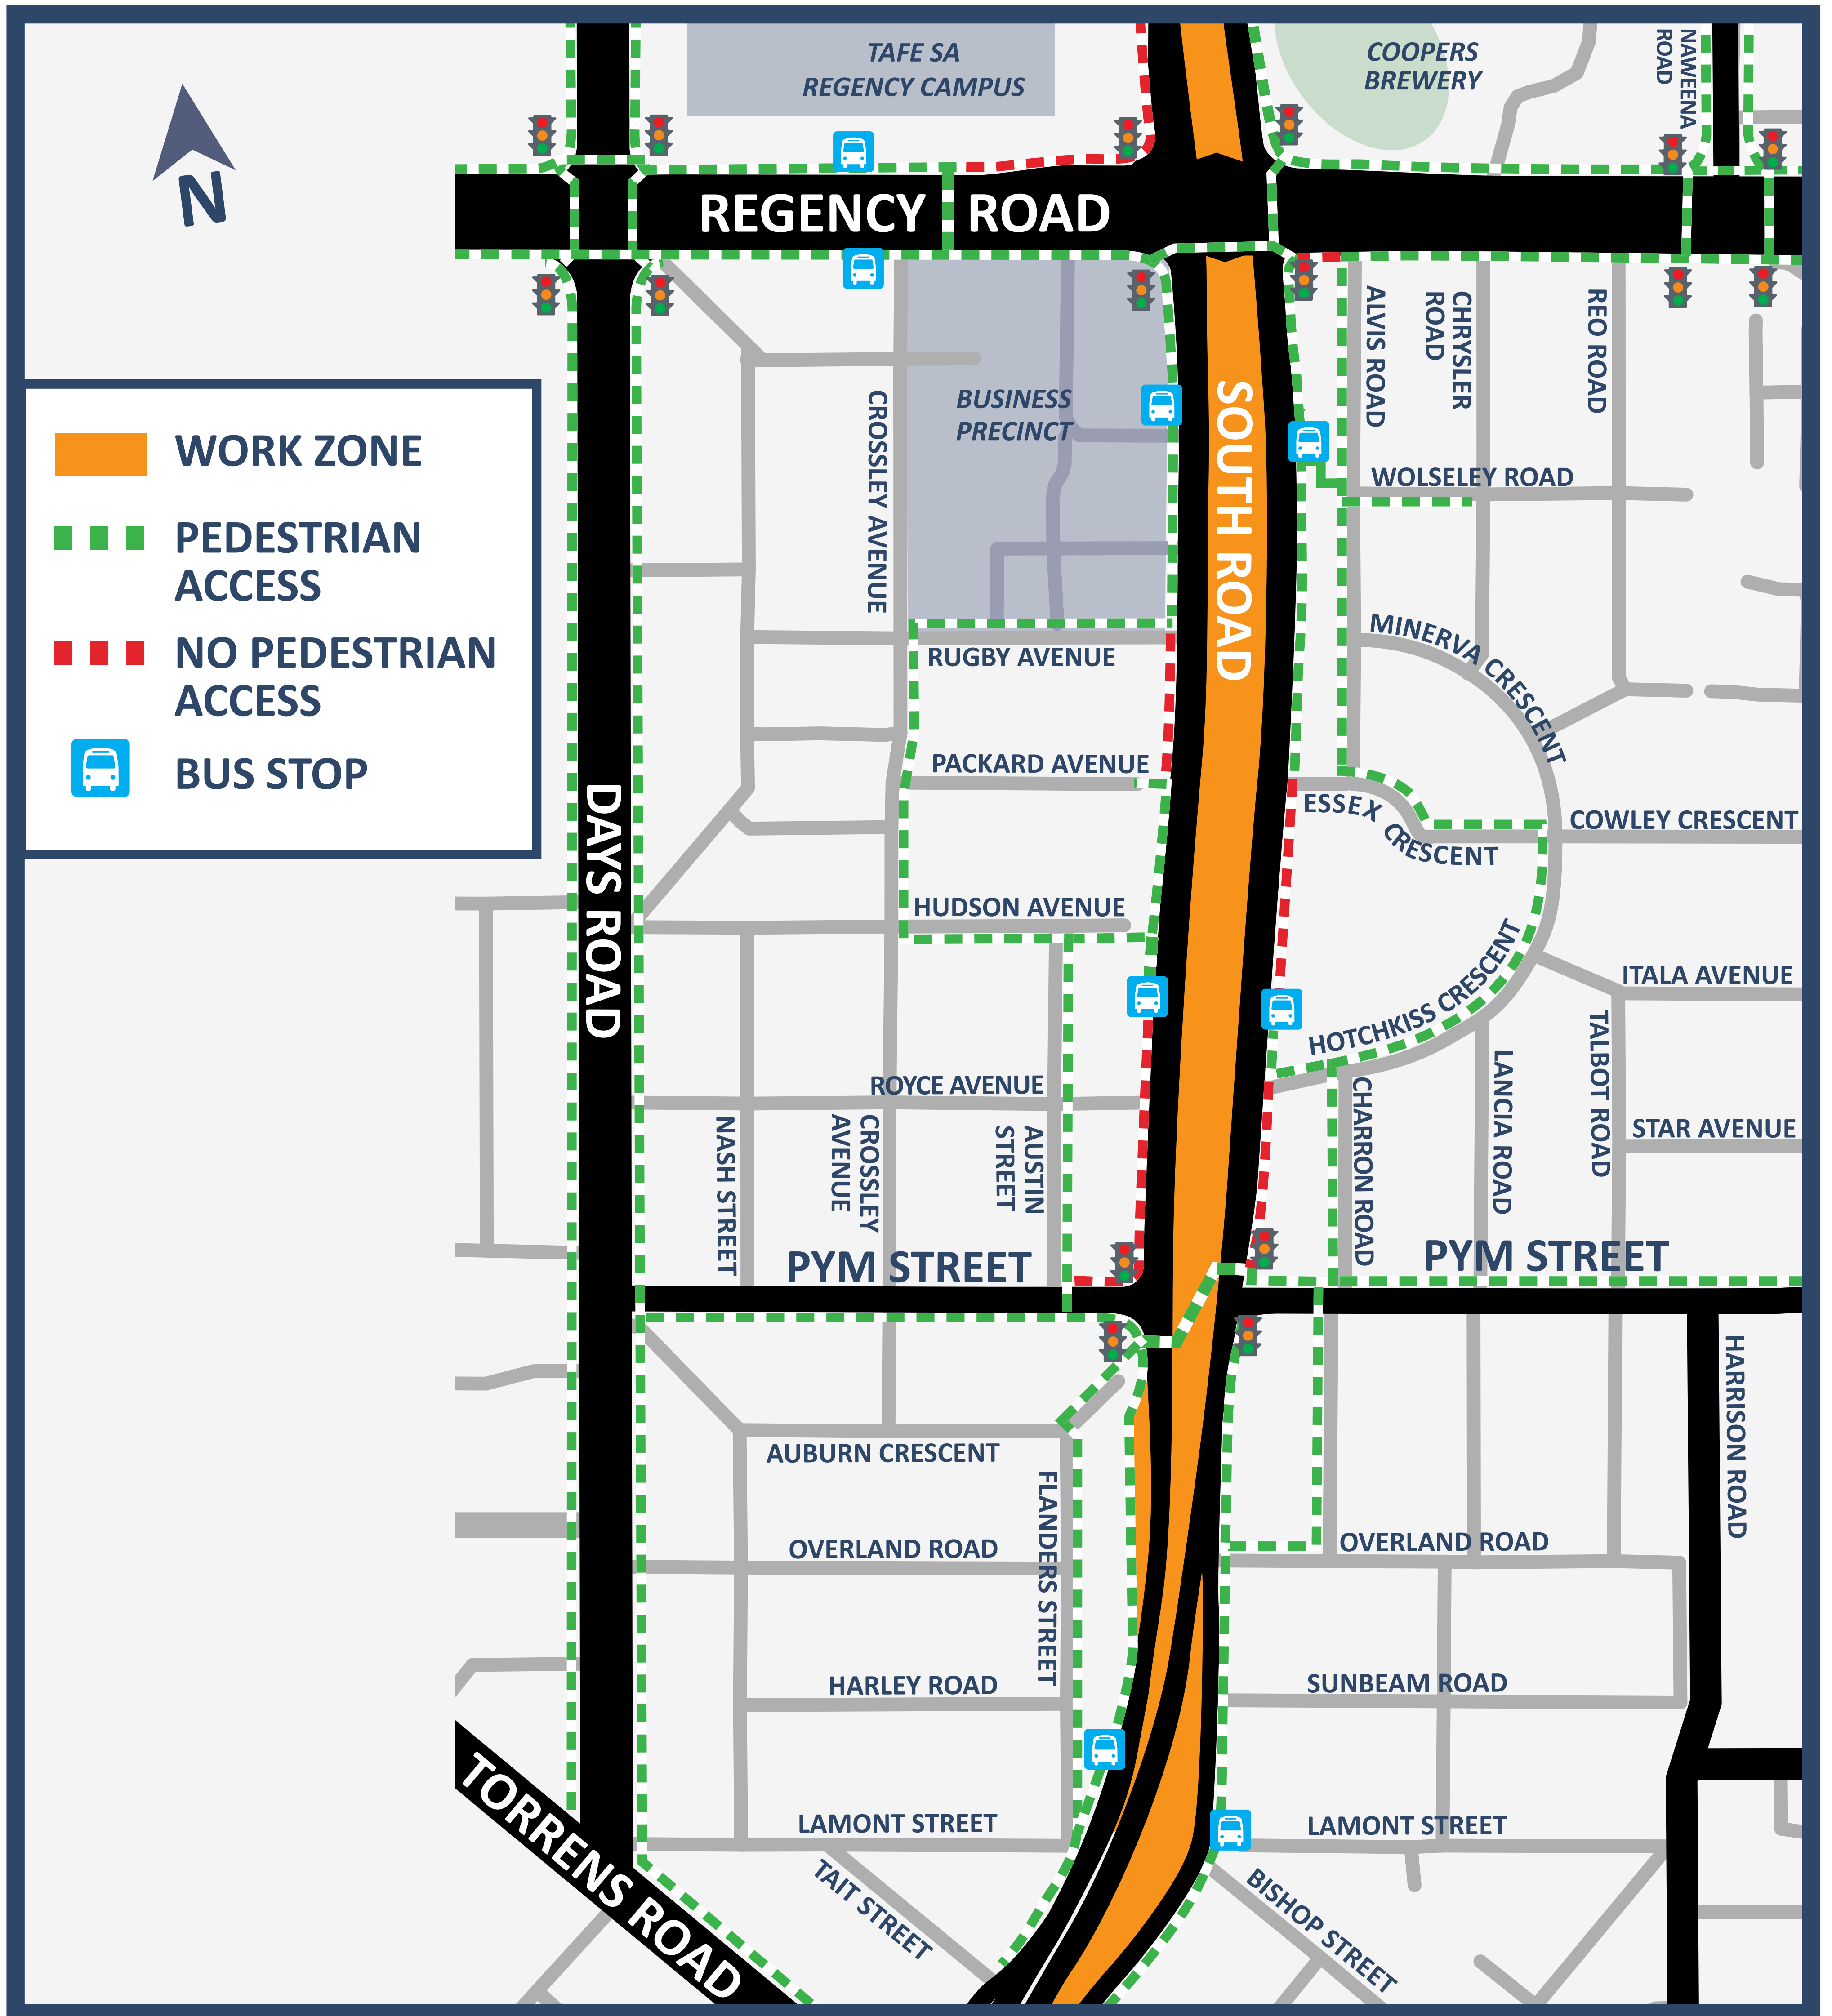 TAFE SA
REGENCY CAMPUS
COOPERS
BREWERY
NAWEENA
ROAD
N
REGENCY ROAD
ALVIS ROAD
CHRYSLER
ROAD
REO ROAD
BUSINESS
PRECINCT
CROSSLEY AVENUE
SOUTH ROAD
WOLSELEY ROAD
WORK ZONE
PEDESTRIAN
ACCESS
NO PEDESTRIAN
ACCESS
BUS STOP
MINERVA CRESCENT
RUGBY AVENUE
PACKARD AVENUE
ESSEX CRESCENT
COWLEY CRESCENT
DAYS ROAD
HUDSON AVENUE
HOTCHKISS CRESCENT
ITALA AVENUE
TALBOT ROAD
ROYCE AVENUE
CHARRON ROAD
LANCIA ROAD
STAR AVENUE
NASH STREET
CROSSLEY
AVENUE
AUSTIN
STREET
PYM STREET
PYM STREET
HARRISON ROAD
AUBURN CRESCENT
FLANDERS STREET
OVERLAND ROAD
OVERLAND ROAD
HARLEY ROAD
SUNBEAM ROAD
TORRENS ROAD
LAMONT STREET
LAMONT STREET
TAIT STREET
BISHOP STREET